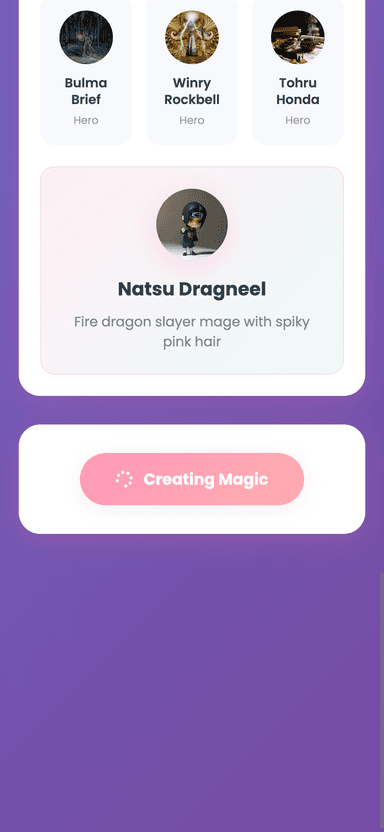 Bulma
Brief
Hero
Winry
Rockbell
Hero
Tohru
Honda
Hero
Natsu Dragneel
Fire dragon slayer mage with spiky
pink hair
Creating Magic